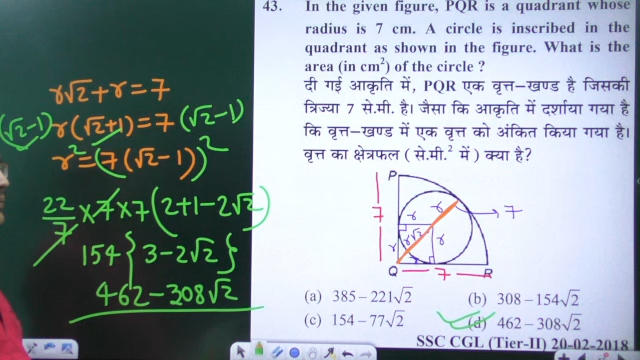 43. In the given figure, PQR is a quadrant whose
radius is 7 cm. A circle is inscribed in the
quadrant as shown in the figure. What is the
area (in cm²) of the circle ?
दी गई आकृति में, PQR एक वृत्त–खण्ड है जिसकी
त्रिज्या 7 से.मी. है। जैसा कि आकृति में दर्शाया गया है
कि वृत्त–खण्ड में एक वृत्त को अंकित किया गया है।
वृत्त का क्षेत्रफल ( से.मी.² में ) क्या है?
P
7
r
r
7
r√2
r
r
r
Q
7
R
(a) 385 – 221√2
(b) 308 – 154√2
(c) 154 – 77√2
(d) 462 – 308√2
SSC CGL (Tier-II) 20-02-2018
r√2 + r = 7
(√2-1) r(√2+1) = 7 (√2-1)
r² = (7(√2-1))²
22/7 × 7 × 7 (2+1-2√2)
154 { 3-2√2 }
462 - 308√2